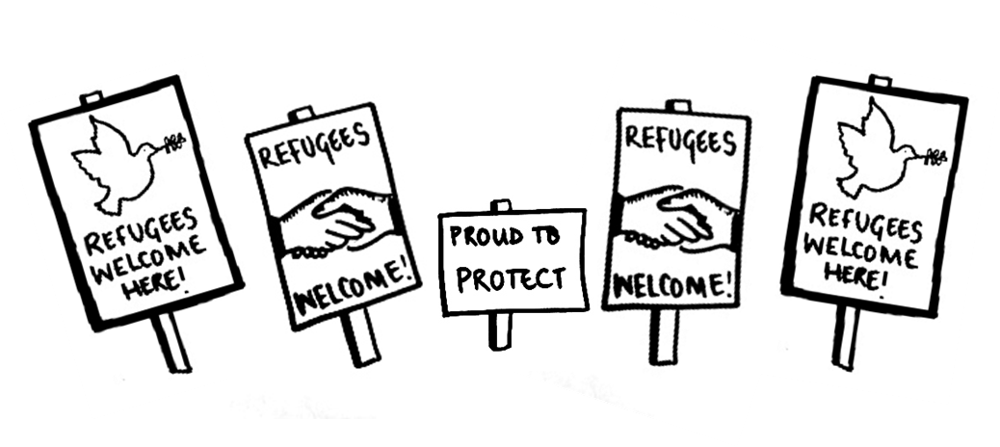 REFUGEES
WELCOME
HERE!
REFUGEES
WELCOME!
PROUD TO
PROTECT
REFUGEES
WELCOME!
REFUGEES
WELCOME
HERE!